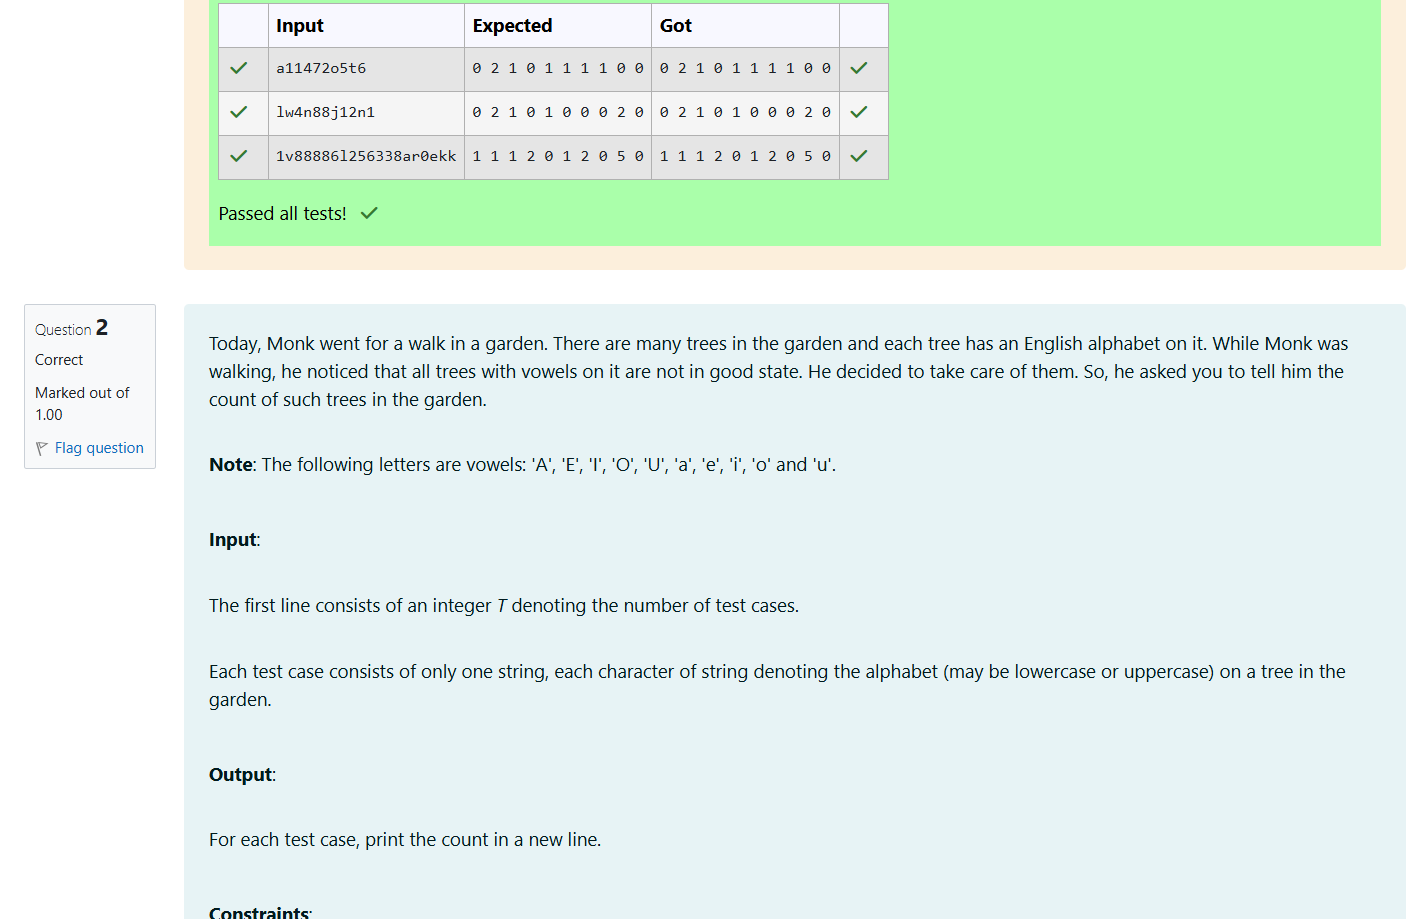 Input Expected Got
a11472o5t6 0 2 1 0 1 1 1 1 0 0 0 2 1 0 1 1 1 1 0 0
lw4n88j12n1 0 2 1 0 1 0 0 0 2 0 0 2 1 0 1 0 0 0 2 0
1v88886l256338ar0ekk 1 1 1 2 0 1 2 0 5 0 1 1 1 2 0 1 2 0 5 0
Passed all tests!
Question 2
Correct
Marked out of
1.00
Flag question
Today, Monk went for a walk in a garden. There are many trees in the garden and each tree has an English alphabet on it. While Monk was
walking, he noticed that all trees with vowels on it are not in good state. He decided to take care of them. So, he asked you to tell him the
count of such trees in the garden.
Note: The following letters are vowels: 'A', 'E', 'I', 'O', 'U', 'a', 'e', 'i', 'o' and 'u'.
Input:
The first line consists of an integer T denoting the number of test cases.
Each test case consists of only one string, each character of string denoting the alphabet (may be lowercase or uppercase) on a tree in the
garden.
Output:
For each test case, print the count in a new line.
Constraints: